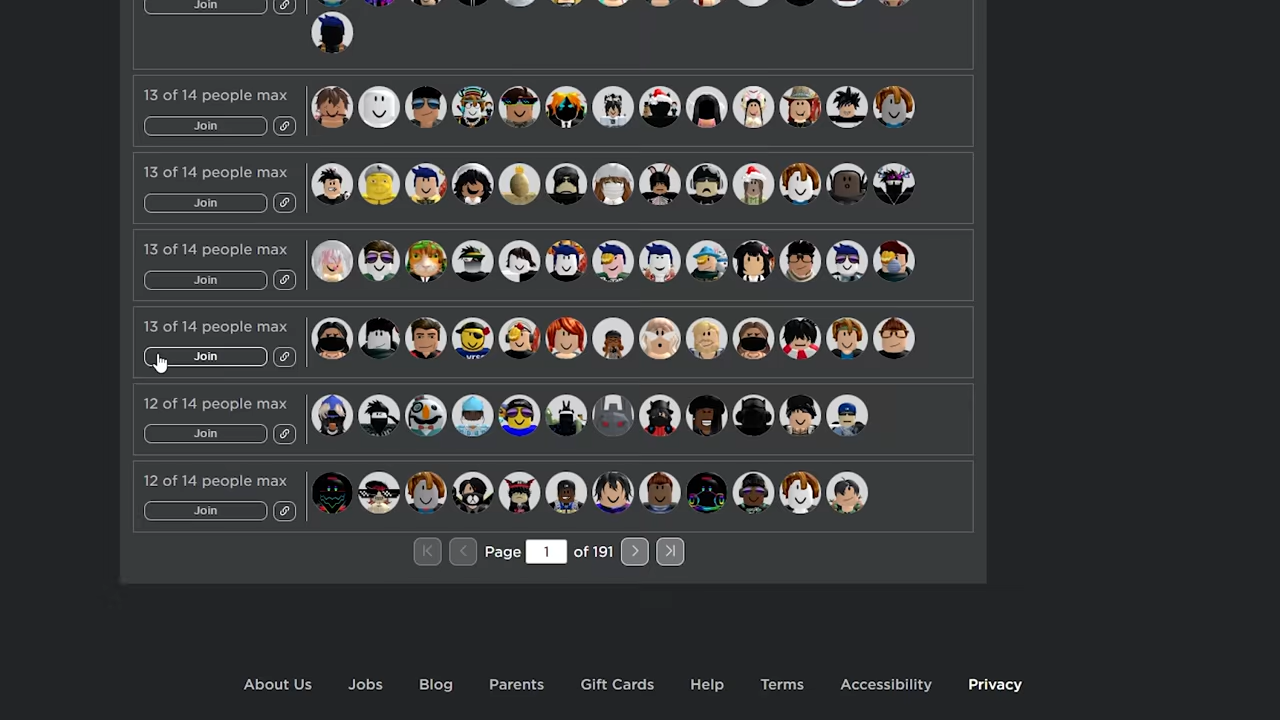 Join
13 of 14 people max
Join
13 of 14 people max
Join
13 of 14 people max
Join
13 of 14 people max
Join
12 of 14 people max
Join
12 of 14 people max
Join
Page 1 of 191
About Us Jobs Blog Parents Gift Cards Help Terms Accessibility Privacy